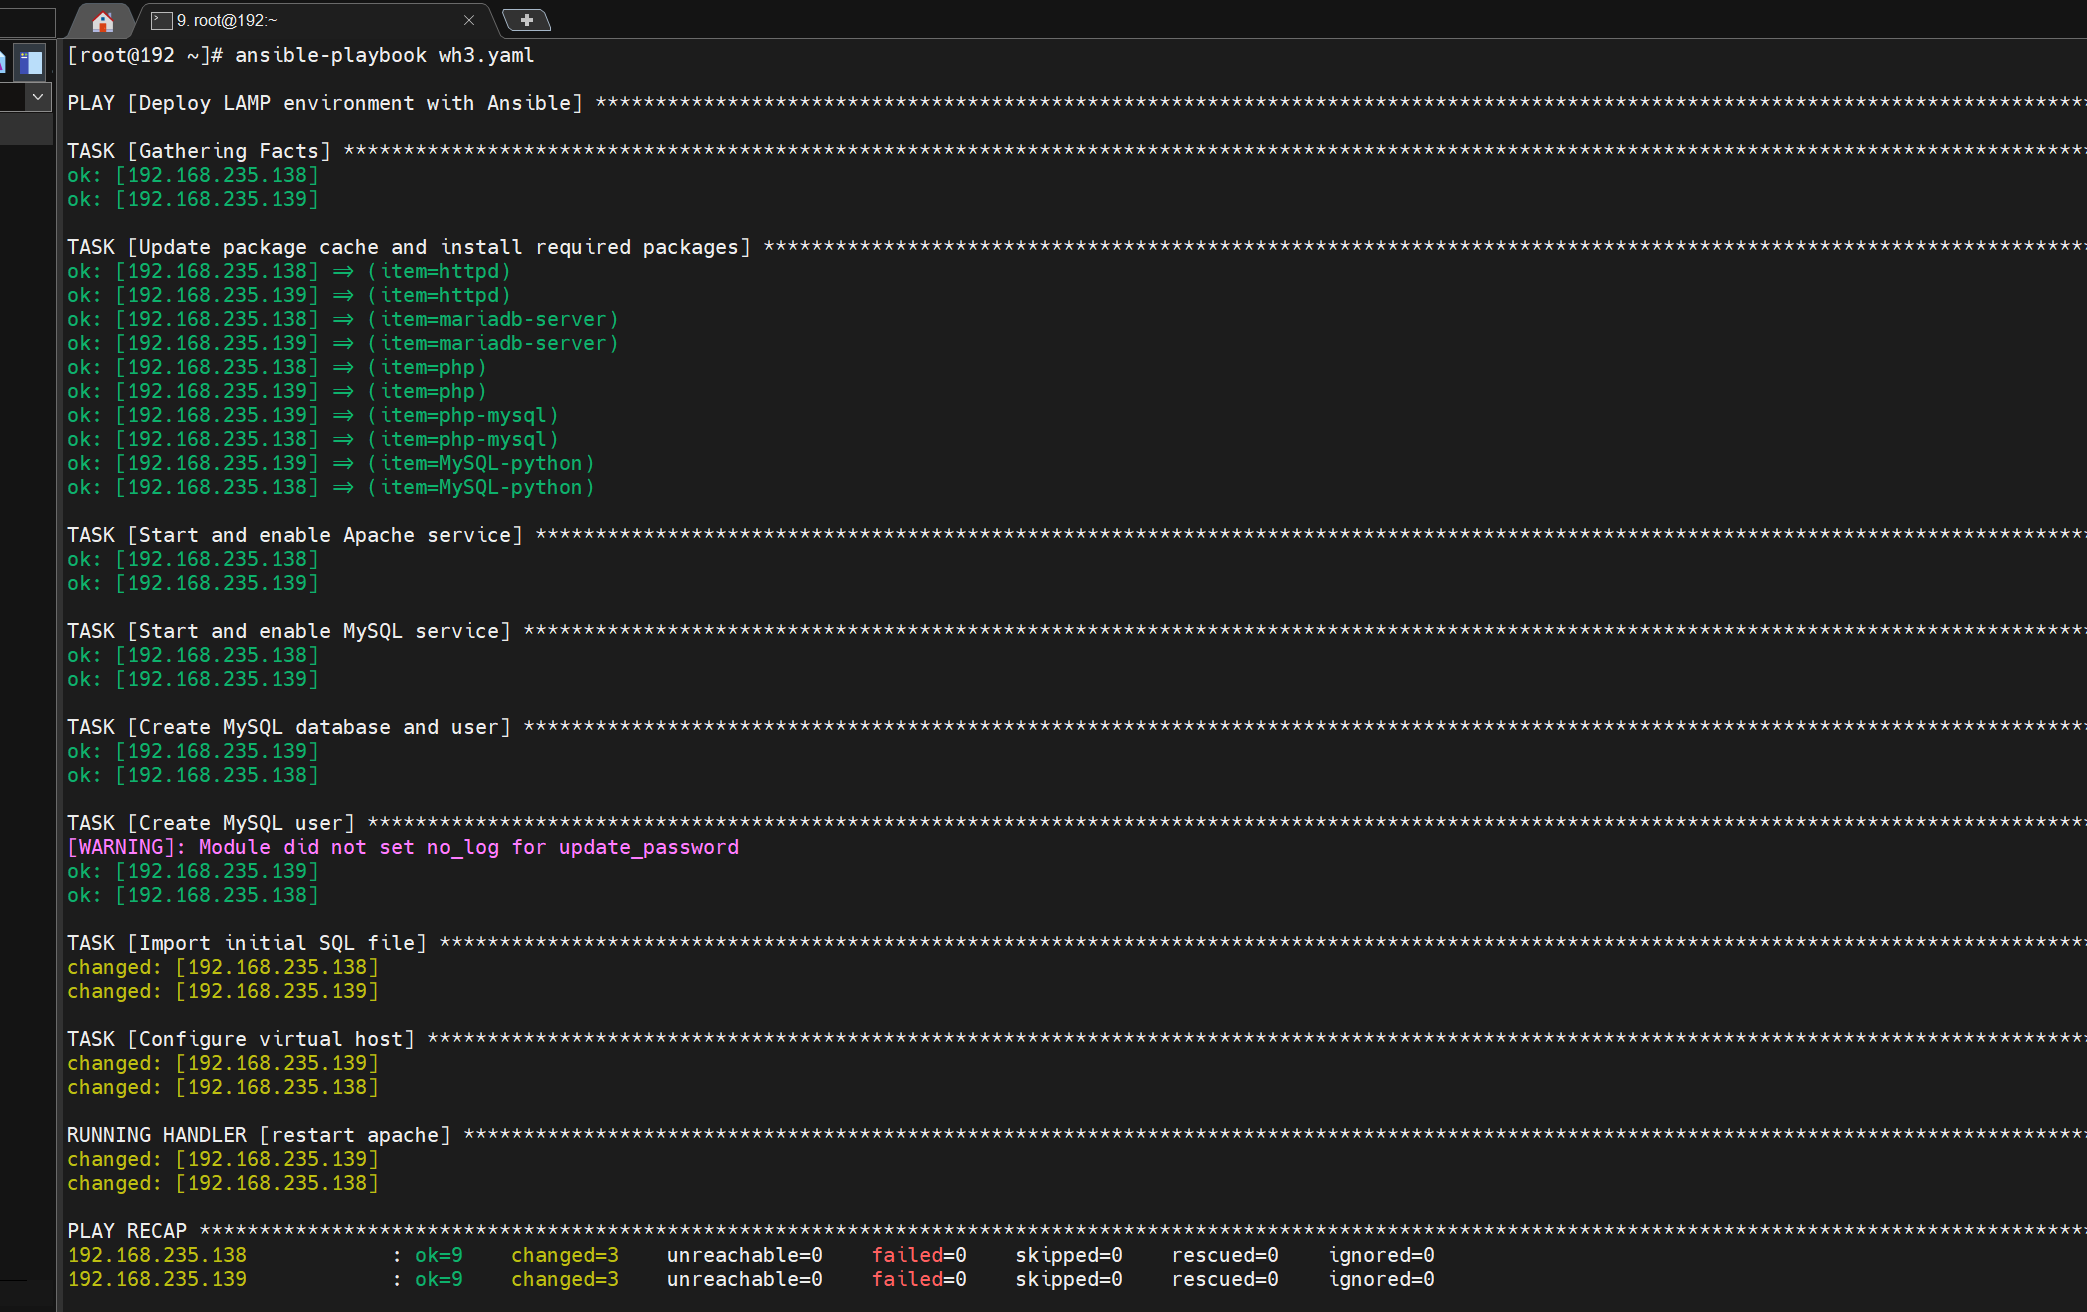 9. root@192:~
[root@192 ~]# ansible-playbook wh3.yaml
PLAY [Deploy LAMP environment with Ansible] ****************************************************************************************************************************
TASK [Gathering Facts] *************************************************************************************************************************************************
ok: [192.168.235.138]
ok: [192.168.235.139]
TASK [Update package cache and install required packages] **************************************************************************************************************
ok: [192.168.235.138] => (item=httpd)
ok: [192.168.235.139] => (item=httpd)
ok: [192.168.235.138] => (item=mariadb-server)
ok: [192.168.235.139] => (item=mariadb-server)
ok: [192.168.235.138] => (item=php)
ok: [192.168.235.139] => (item=php)
ok: [192.168.235.139] => (item=php-mysql)
ok: [192.168.235.138] => (item=php-mysql)
ok: [192.168.235.139] => (item=MySQL-python)
ok: [192.168.235.138] => (item=MySQL-python)
TASK [Start and enable Apache service] *********************************************************************************************************************************
ok: [192.168.235.138]
ok: [192.168.235.139]
TASK [Start and enable MySQL service] **********************************************************************************************************************************
ok: [192.168.235.138]
ok: [192.168.235.139]
TASK [Create MySQL database and user] **********************************************************************************************************************************
ok: [192.168.235.139]
ok: [192.168.235.138]
TASK [Create MySQL user] ***********************************************************************************************************************************************
[WARNING]: Module did not set no_log for update_password
ok: [192.168.235.139]
ok: [192.168.235.138]
TASK [Import initial SQL file] *****************************************************************************************************************************************
changed: [192.168.235.138]
changed: [192.168.235.139]
TASK [Configure virtual host] ******************************************************************************************************************************************
changed: [192.168.235.139]
changed: [192.168.235.138]
RUNNING HANDLER [restart apache] ***************************************************************************************************************************************
changed: [192.168.235.139]
changed: [192.168.235.138]
PLAY RECAP *************************************************************************************************************************************************************
192.168.235.138 : ok=9 changed=3 unreachable=0 failed=0 skipped=0 rescued=0 ignored=0
192.168.235.139 : ok=9 changed=3 unreachable=0 failed=0 skipped=0 rescued=0 ignored=0